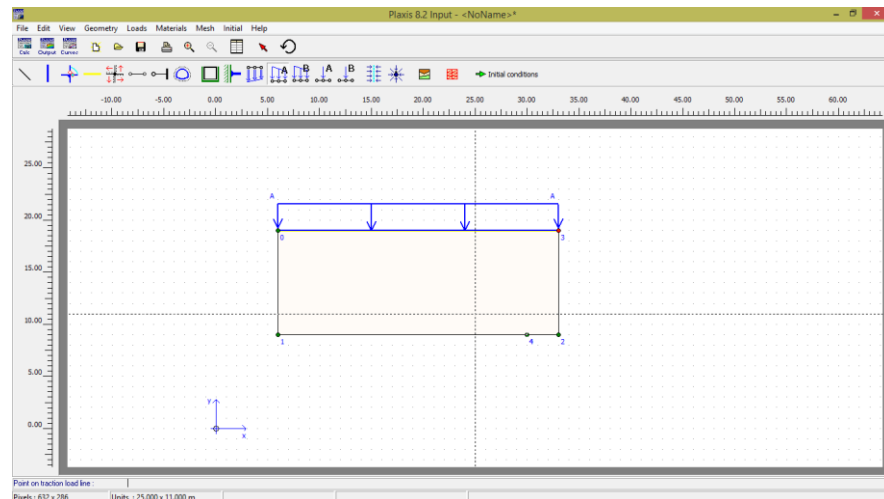 Plaxis 8.2 Input - <NoName>*
File Edit View Geometry Loads Materials Mesh Initial Help
Calc Output Curves
A B A B Initial conditions
-10.00 -5.00 0.00 5.00 10.00 15.00 20.00 25.00 30.00 35.00 40.00 45.00 50.00 55.00 60.00
25.00
A A
20.00
0 3
15.00
10.00
1 4 2
5.00
y
0.00
x
Point on traction load line :
Pixels : 632 x 286 Units : 25.000 x 11.000 m